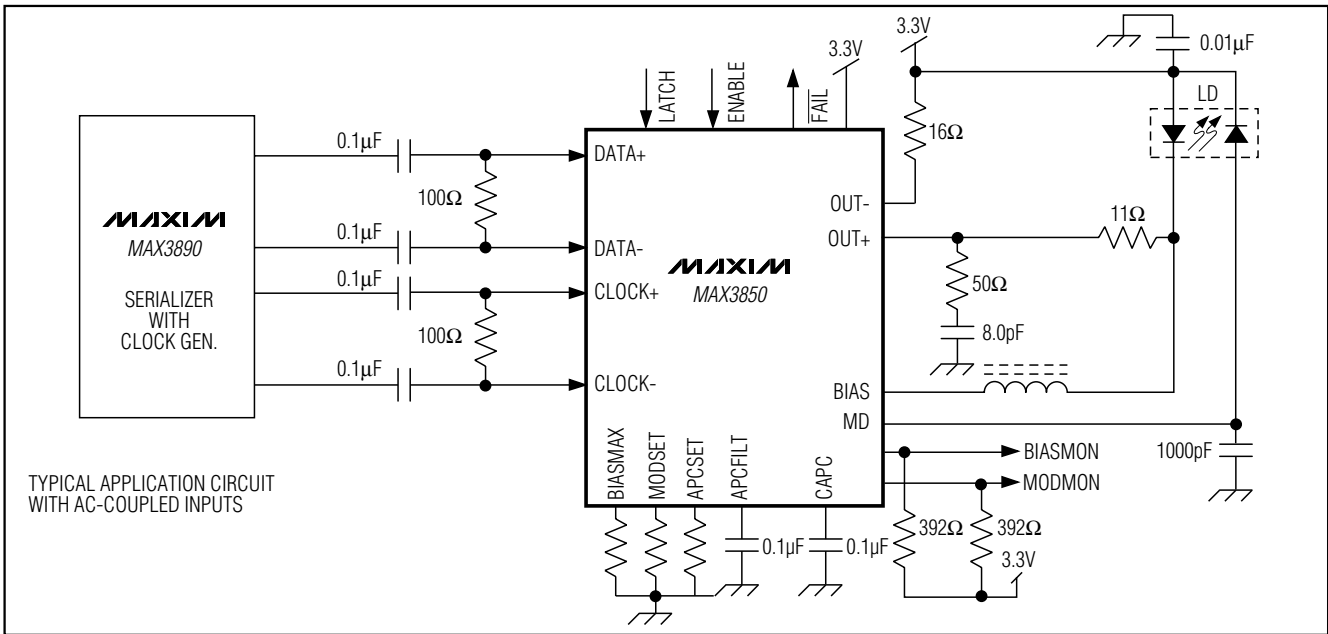 3.3V
0.01µF
3.3V
LATCH
ENABLE
FAIL
LD
16Ω
0.1µF
DATA+
100Ω
OUT-
MAXIM
MAX3890
SERIALIZER
WITH
CLOCK GEN.
0.1µF
DATA-
OUT+
11Ω
MAXIM
MAX3850
0.1µF
CLOCK+
50Ω
100Ω
8.0pF
0.1µF
CLOCK-
BIAS
MD
BIASMAX
MODSET
APCSET
APCFILT
CAPC
BIASMON
MODMON
1000pF
TYPICAL APPLICATION CIRCUIT
WITH AC-COUPLED INPUTS
0.1µF
0.1µF
392Ω
392Ω
3.3V